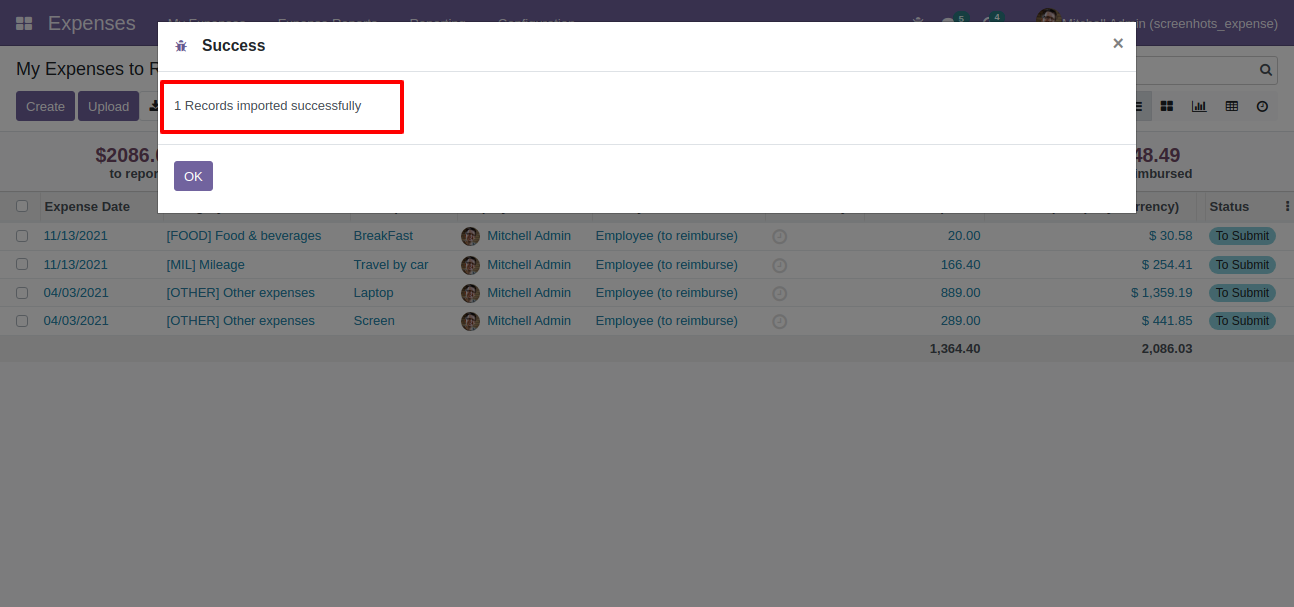 Expenses My Expenses Expense Reports Reporting Configuration 5 4 Mitchell Admin (screenhots_expense)
Success ×
My Expenses to R
1 Records imported successfully
Create Upload
$2086. 48.49
to repor imbursed
OK
Expense Date rrency) Status
11/13/2021 [FOOD] Food & beverages BreakFast Mitchell Admin Employee (to reimburse) 20.00 $ 30.58 To Submit
11/13/2021 [MIL] Mileage Travel by car Mitchell Admin Employee (to reimburse) 166.40 $ 254.41 To Submit
04/03/2021 [OTHER] Other expenses Laptop Mitchell Admin Employee (to reimburse) 889.00 $ 1,359.19 To Submit
04/03/2021 [OTHER] Other expenses Screen Mitchell Admin Employee (to reimburse) 289.00 $ 441.85 To Submit
1,364.40 2,086.03